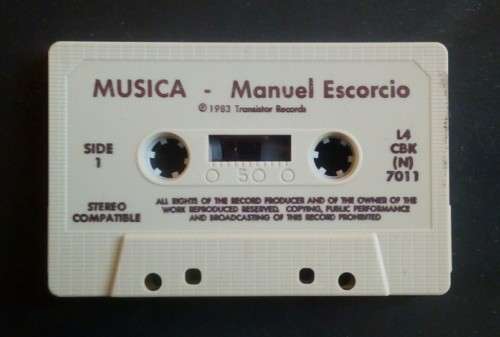 MUSICA - Manuel Escorcio
℗ 1983 Transistor Records
SIDE
1
L4
CBK
(N)
7011
0 50 0
STEREO
COMPATIBLE
ALL RIGHTS OF THE RECORD PRODUCER AND OF THE OWNER OF THE
WORK REPRODUCED RESERVED. COPYING, PUBLIC PERFORMANCE
AND BROADCASTING OF THIS RECORD PROHIBITED